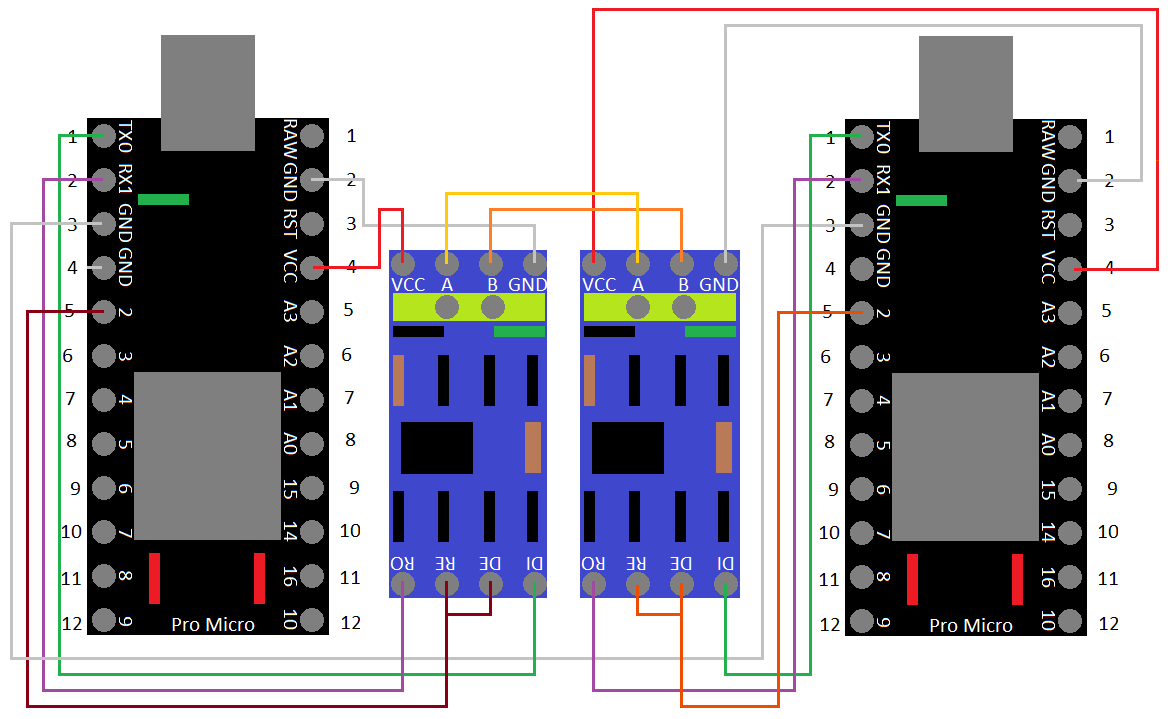 1 TX0 RAW 1
2 RX1 GND 2
3 GND RST 3
4 GND VCC 4
5 2 A3 5
6 3 A2 6
7 4 A1 7
8 5 A0 8
9 6 15 9
10 7 14 10
11 8 16 11
12 9 10 12
Pro Micro
VCC A B GND
RO RE DE DI
VCC A B GND
RO RE DE DI
1 TX0 RAW 1
2 RX1 GND 2
3 GND RST 3
4 GND VCC 4
5 2 A3 5
6 3 A2 6
7 4 A1 7
8 5 A0 8
9 6 15 9
10 7 14 10
11 8 16 11
12 9 10 12
Pro Micro